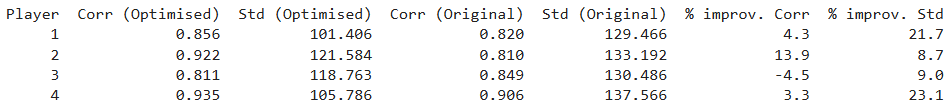 Player Corr (Optimised) Std (Optimised) Corr (Original) Std (Original) % improv. Corr % improv. Std
1 0.856 101.406 0.820 129.466 4.3 21.7
2 0.922 121.584 0.810 133.192 13.9 8.7
3 0.811 118.763 0.849 130.486 -4.5 9.0
4 0.935 105.786 0.906 137.566 3.3 23.1